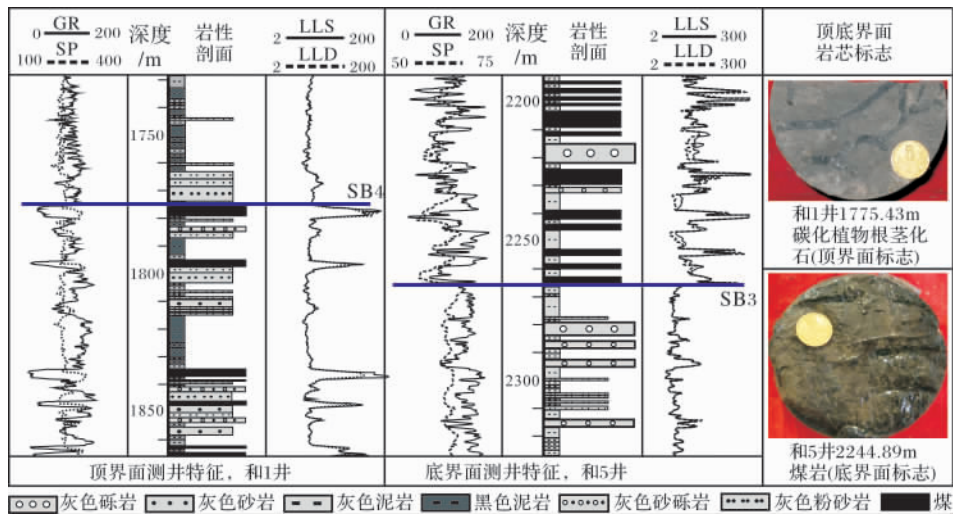 GR
0 200
SP
100 400
深度
/m
岩性
剖面
LLS
2 200
LLD
2 200
1750
1800
1850
SB4
顶界面测井特征，和1井
GR
0 200
SP
50 75
深度
/m
岩性
剖面
LLS
2 300
LLD
2 300
2200
2250
2300
SB3
底界面测井特征，和5井
顶底界面
岩芯标志
和1井1775.43m
碳化植物根茎化
石(顶界面标志)
和5井2244.89m
煤岩(底界面标志)
灰色砾岩 灰色砂岩 灰色泥岩 黑色泥岩 灰色砂砾岩 灰色粉砂岩 煤